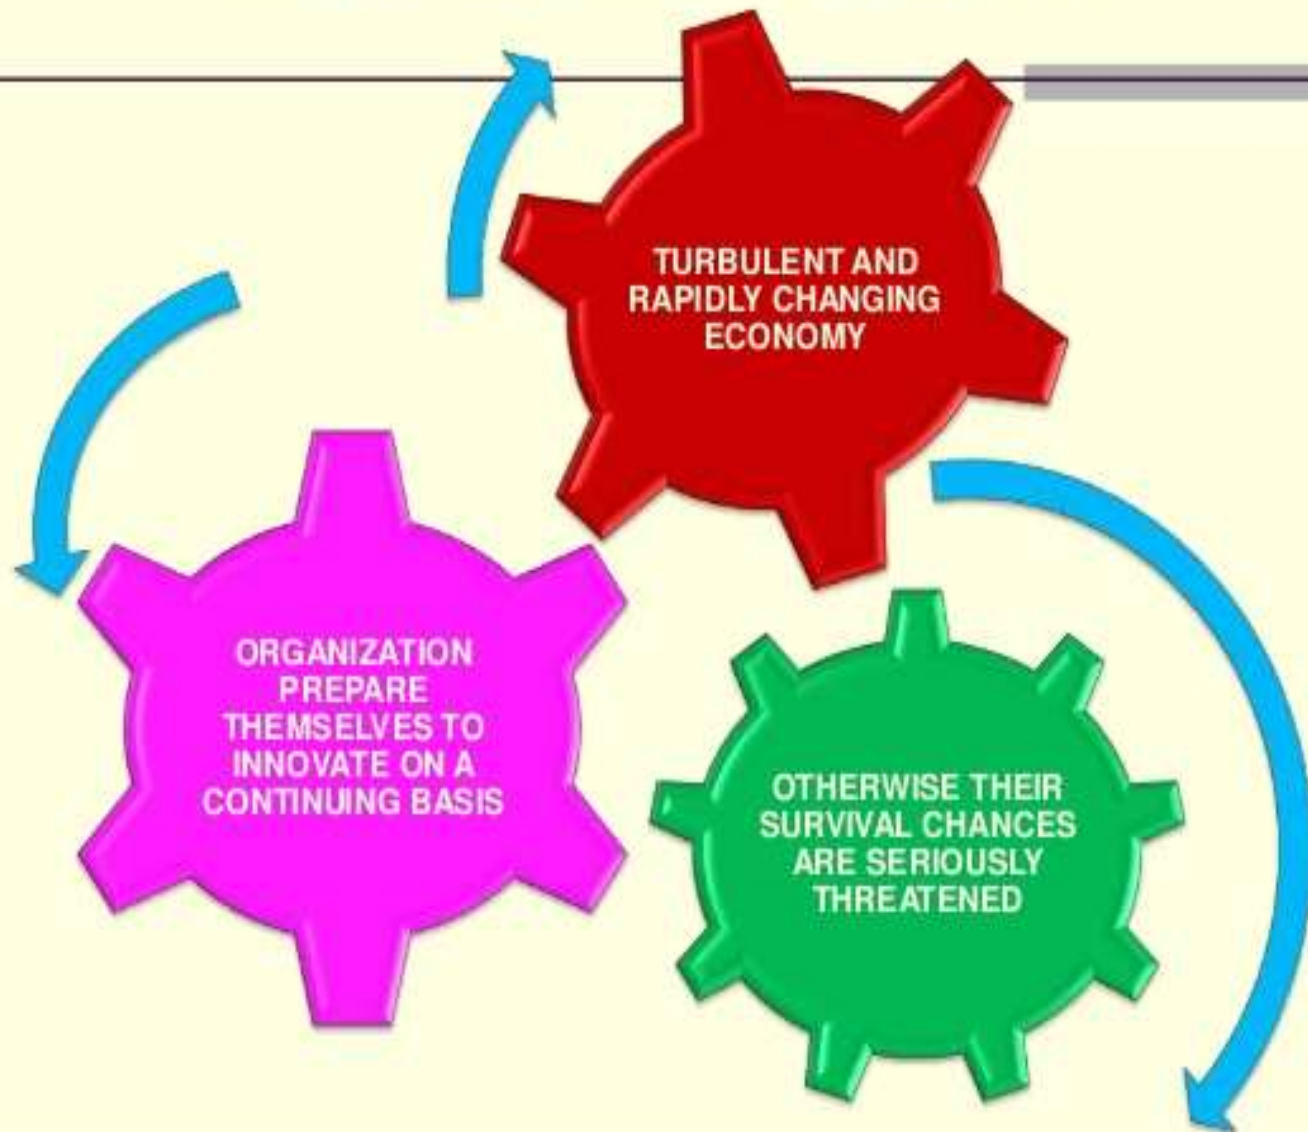 TURBULENT AND
RAPIDLY CHANGING
ECONOMY
ORGANIZATION
PREPARE
THEMSELVES TO
INNOVATE ON A
CONTINUING BASIS
OTHERWISE THEIR
SURVIVAL CHANCES
ARE SERIOUSLY
THREATENED